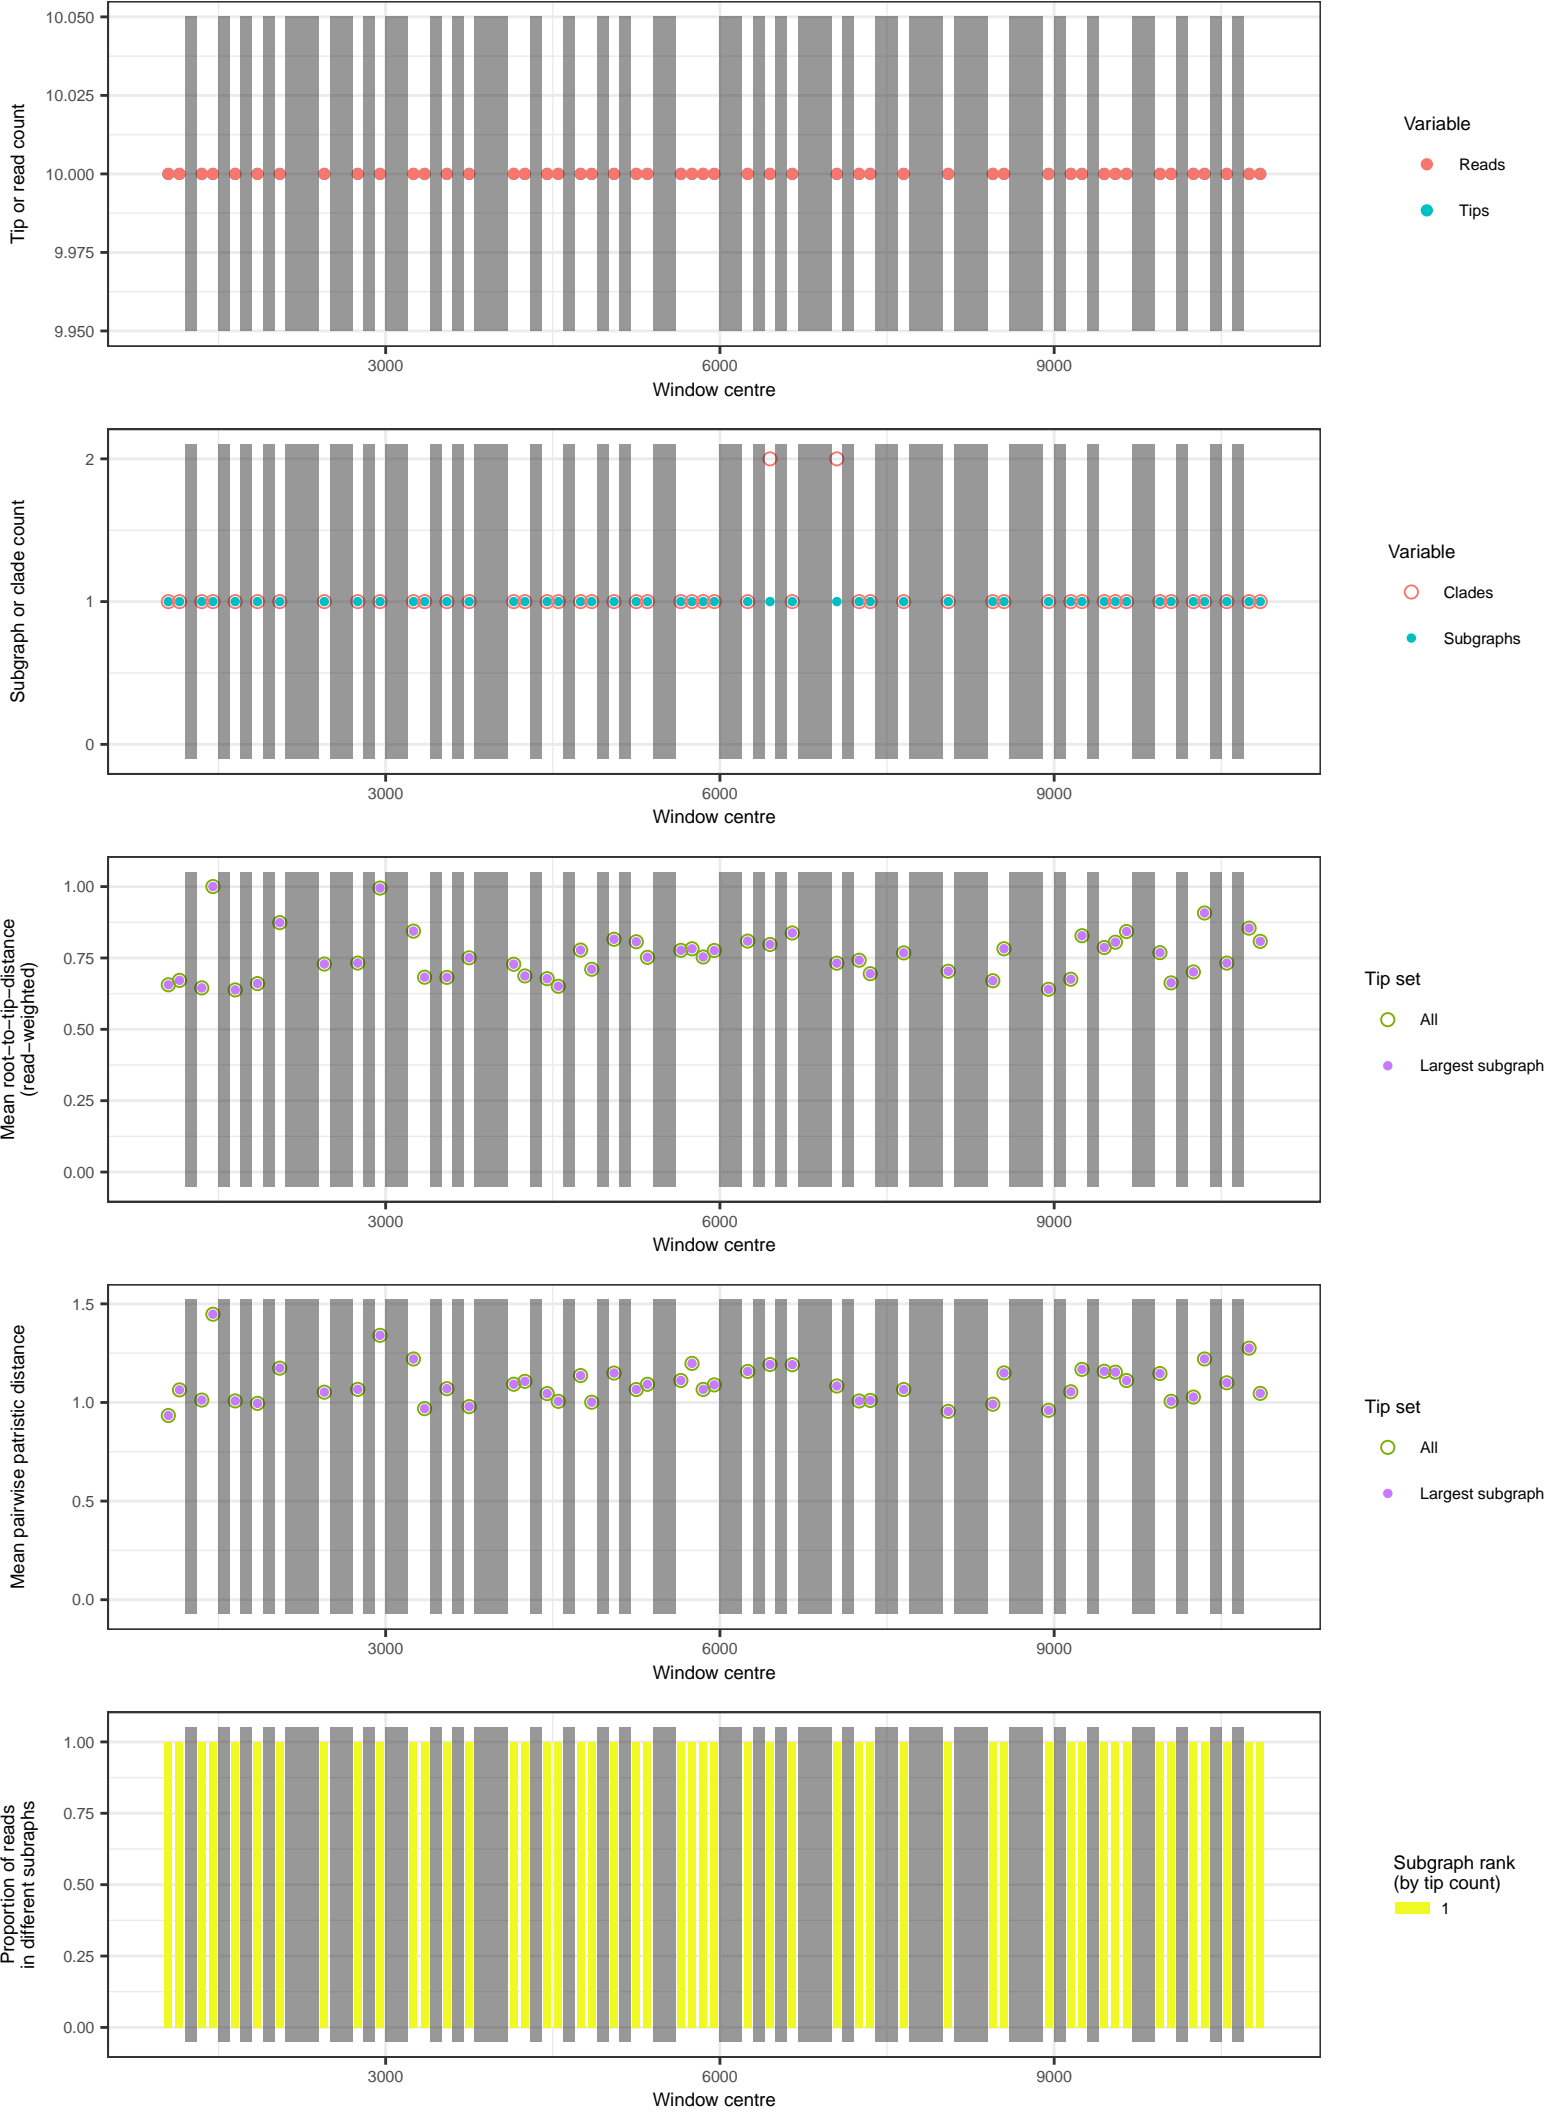 10.050
10.025
10.000
9.975
9.950
Tip or read count
3000
6000
9000
Window centre
Variable
Reads
Tips
2
1
0
Subgraph or clade count
3000
6000
9000
Window centre
Variable
Clades
Subgraphs
1.00
0.75
0.50
0.25
0.00
Mean root−to−tip−distance
(read−weighted)
3000
6000
9000
Window centre
Tip set
All
Largest subgraph
1.5
1.0
0.5
0.0
Mean pairwise patristic distance
3000
6000
9000
Window centre
Tip set
All
Largest subgraph
1.00
0.75
0.50
0.25
0.00
Proportion of reads
in different subraphs
3000
6000
9000
Window centre
Subgraph rank
(by tip count)
1